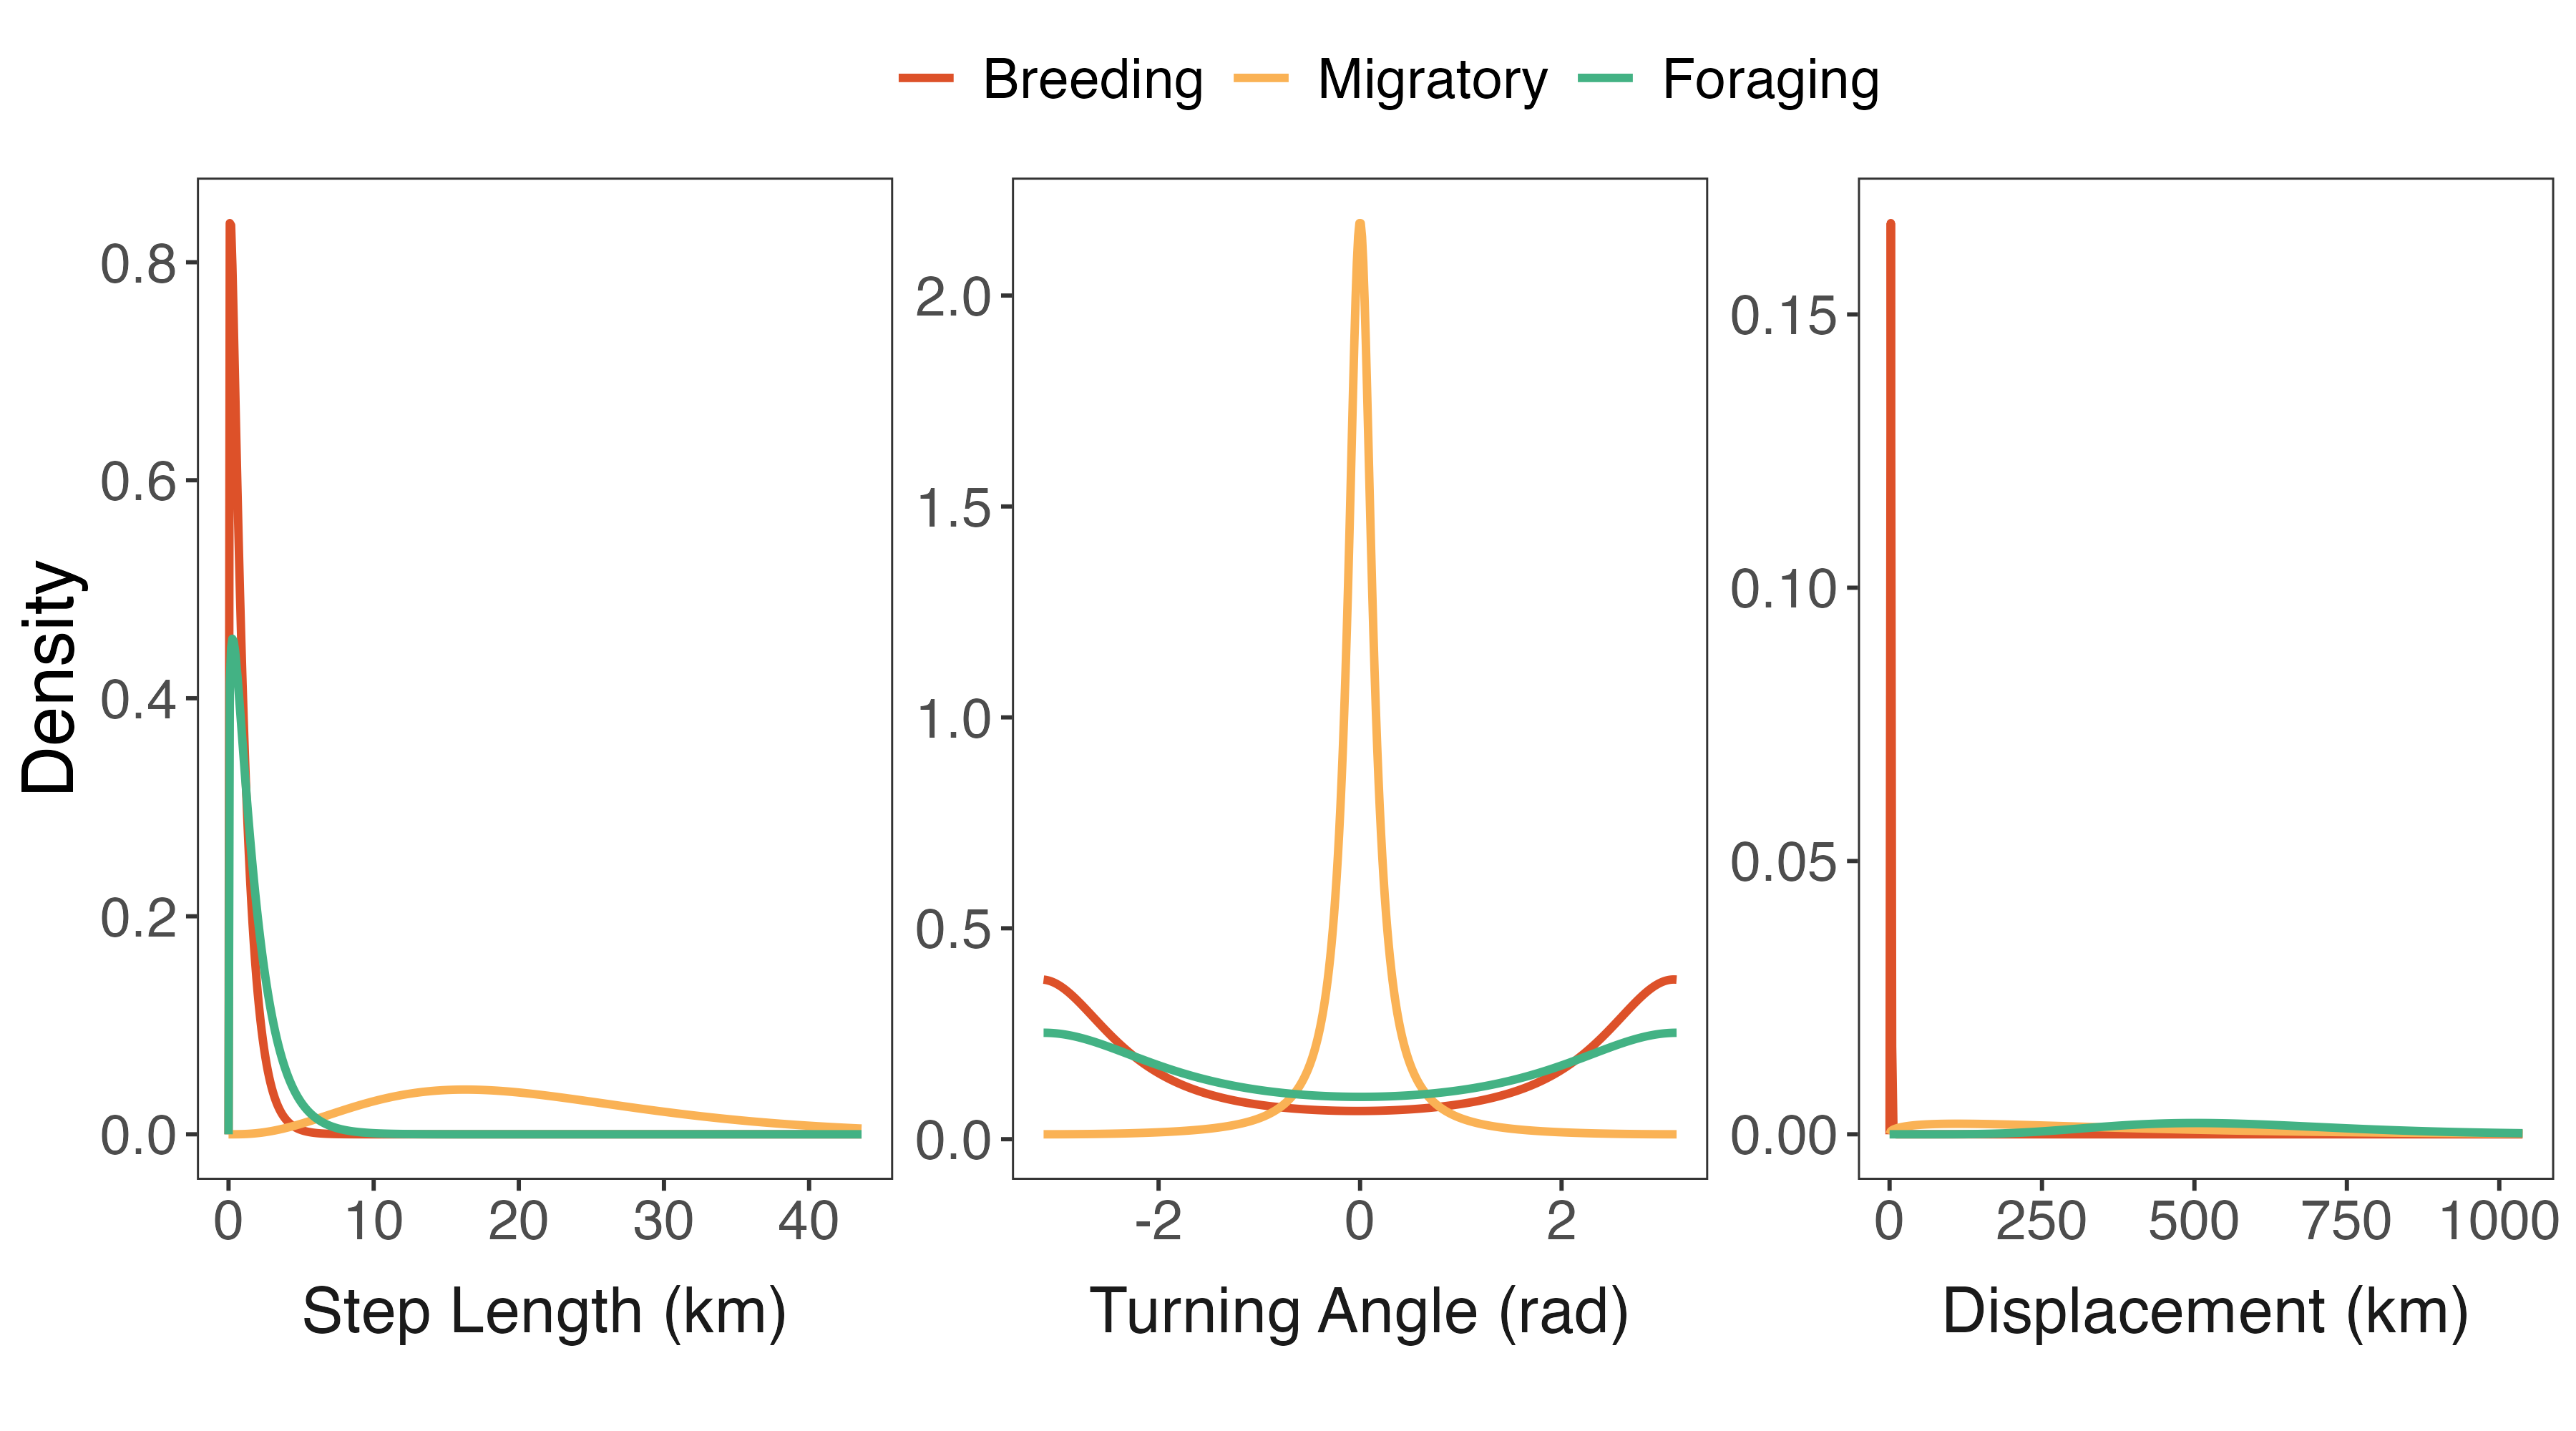 Breeding Migratory Foraging
Density
0.8
0.6
0.4
0.2
0.0
0 10 20 30 40
Step Length (km)
2.0
1.5
1.0
0.5
0.0
-2 0 2
Turning Angle (rad)
0.15
0.10
0.05
0.00
0 250 500 750 1000
Displacement (km)